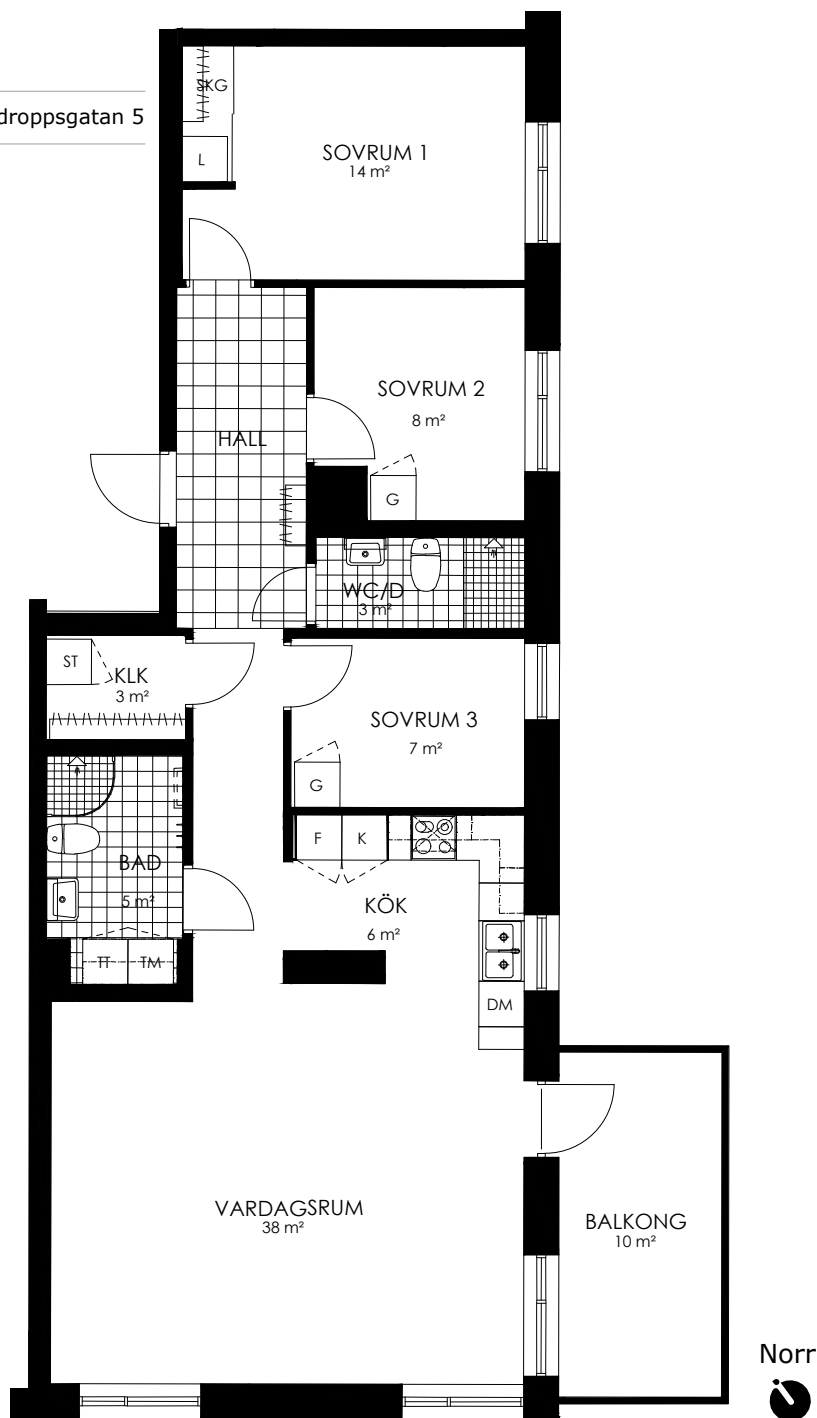 SKG
droppsgatan 5
L
SOVRUM 1
14 m²
SOVRUM 2
8 m²
HALL
G
WC/D
3 m²
ST
KLK
3 m²
SOVRUM 3
7 m²
G
F
K
BAD
5 m²
KÖK
6 m²
TT
TM
DM
VARDAGSRUM
38 m²
BALKONG
10 m²
Norr